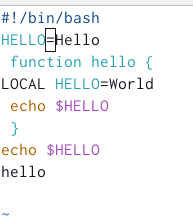 #!/bin/bash
HELLO=Hello
 function hello {
LOCAL HELLO=World
 echo $HELLO
 }
echo $HELLO
hello

~